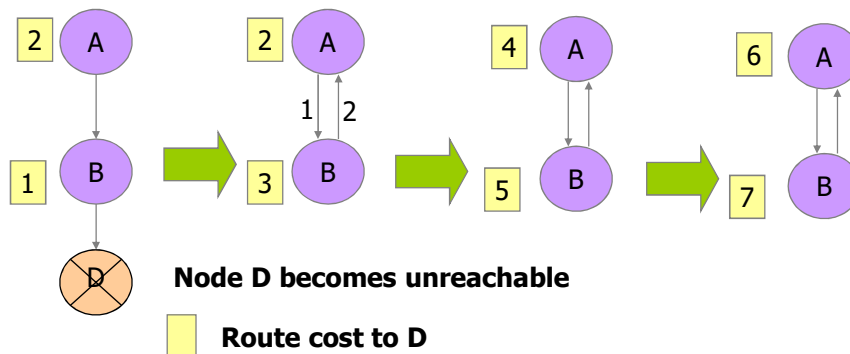 2 A 2 A 4 A 6 A
1 2
1 B 3 B 5 B 7 B
D Node D becomes unreachable
Route cost to D